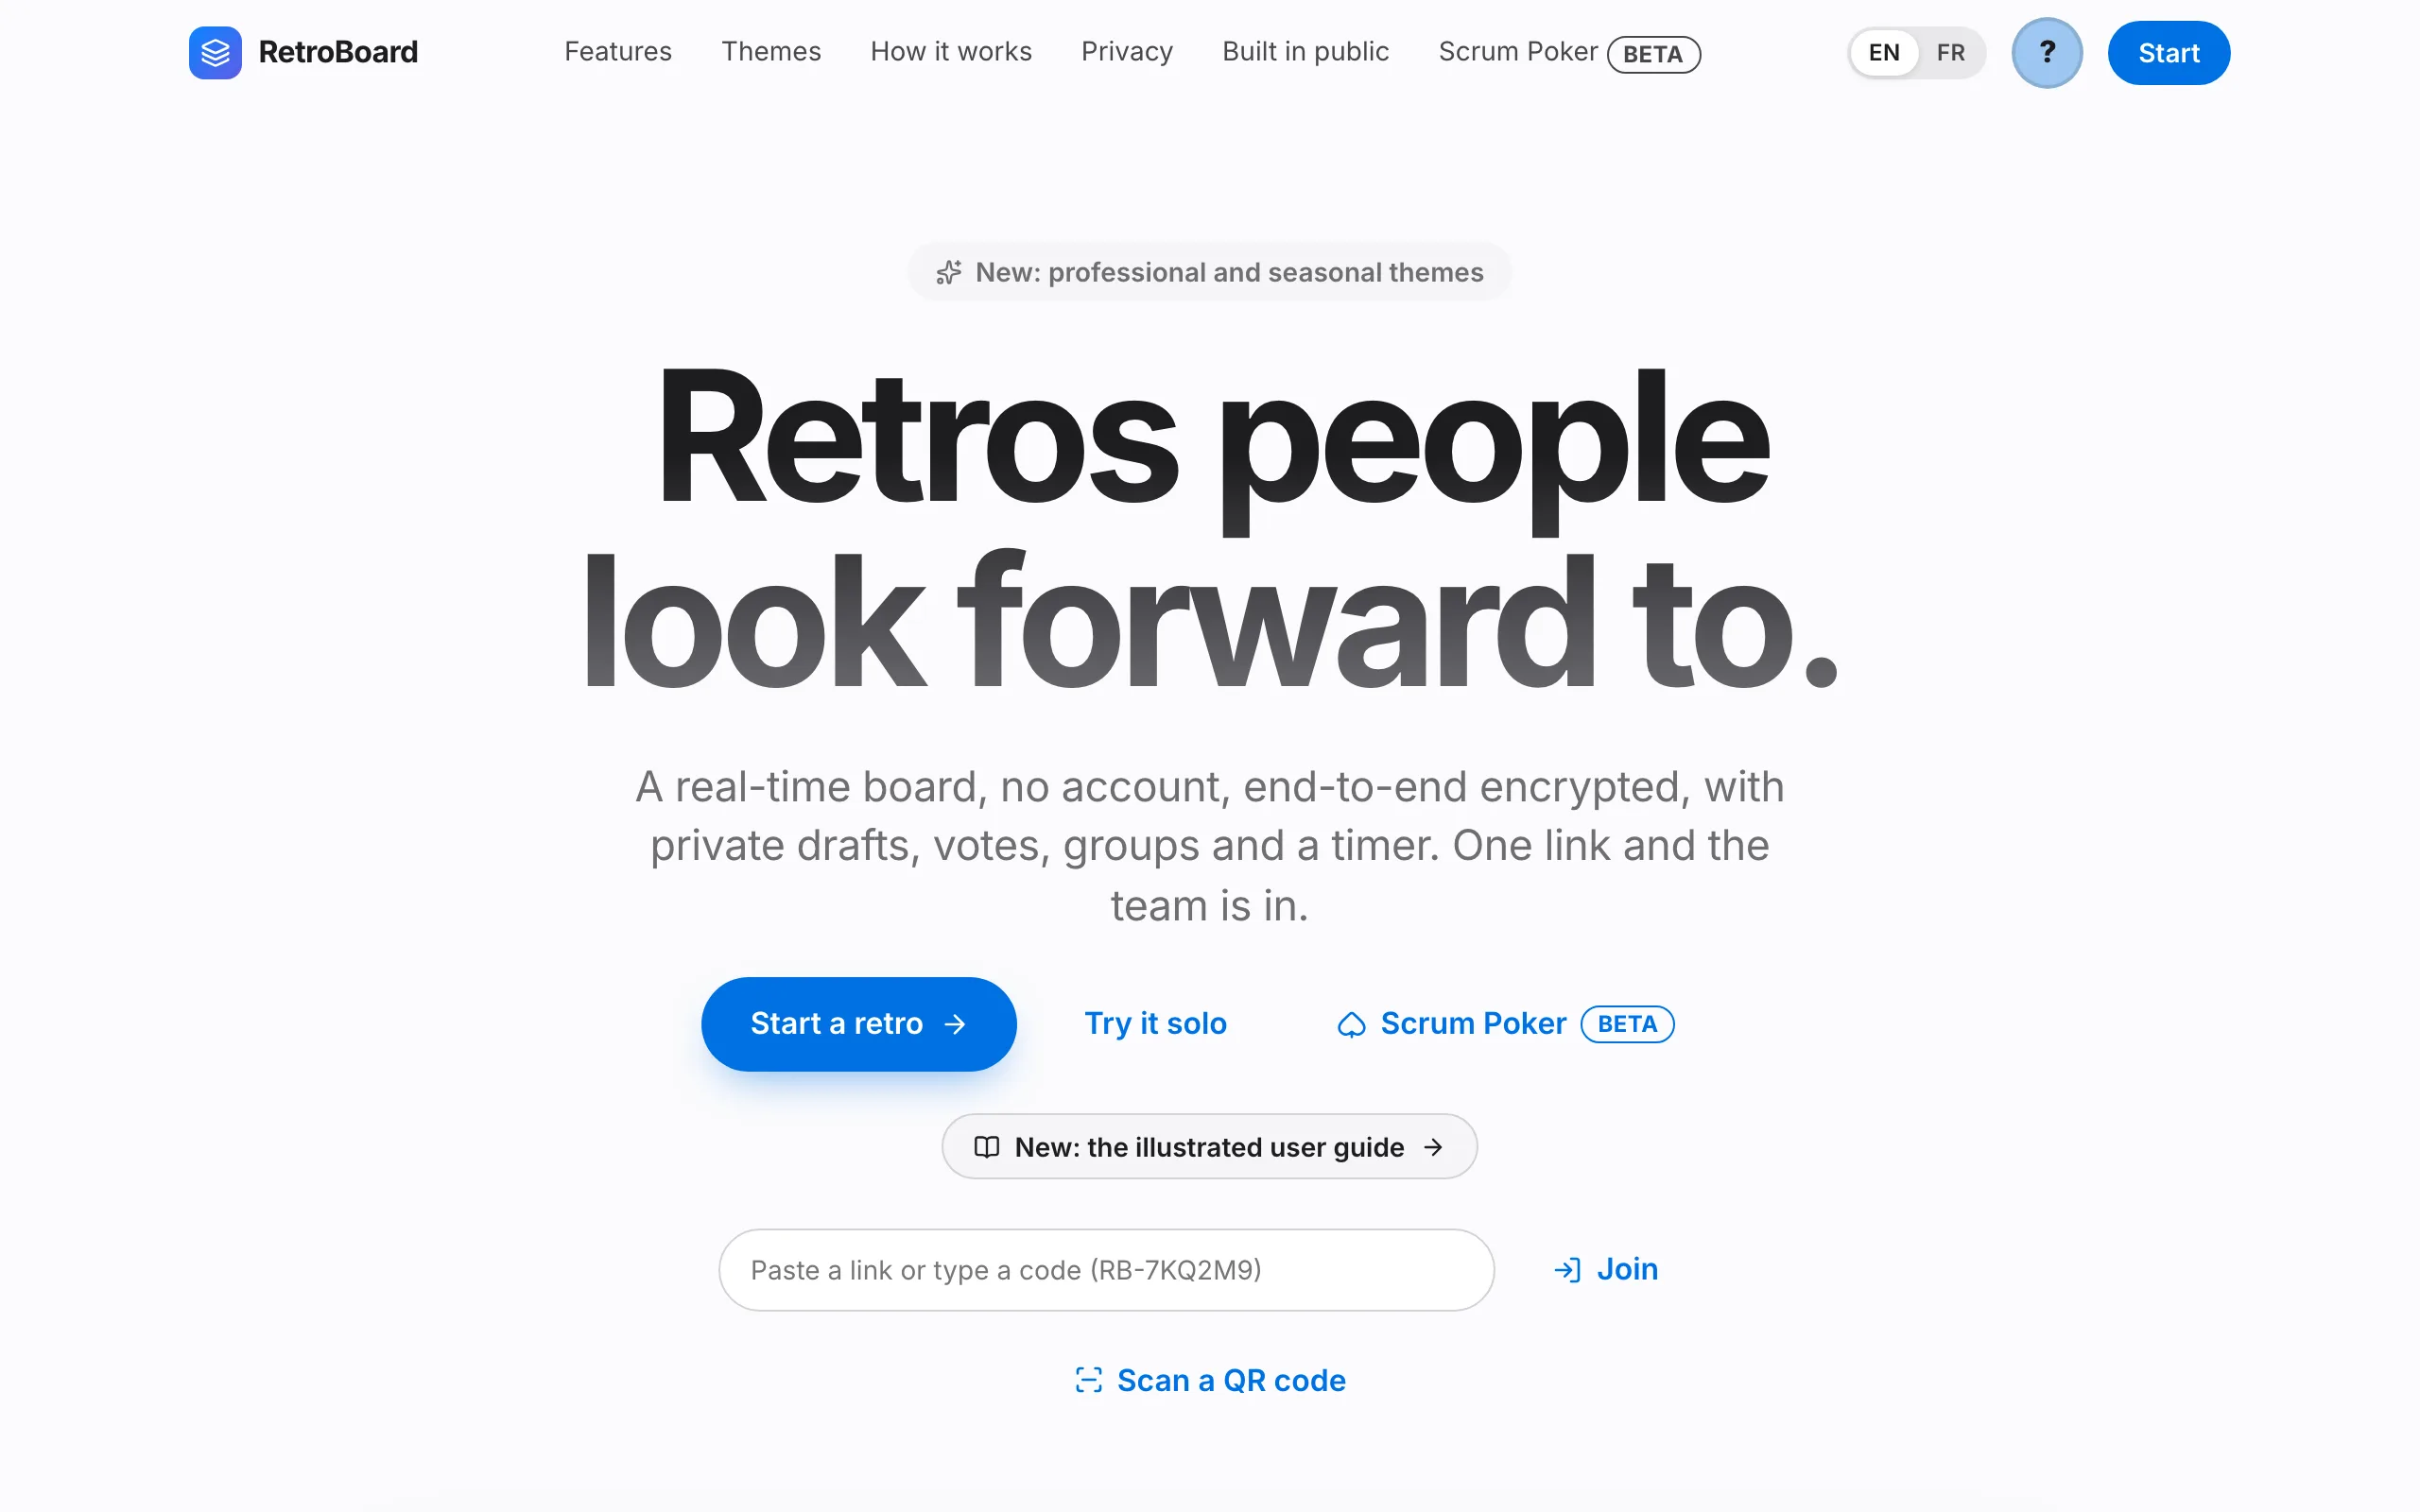 RetroBoard
Features
Themes
How it works
Privacy
Built in public
Scrum Poker BETA
EN FR
?
Start
New: professional and seasonal themes
Retros people
look forward to.
A real-time board, no account, end-to-end encrypted, with
private drafts, votes, groups and a timer. One link and the
team is in.
Start a retro →
Try it solo
Scrum Poker BETA
New: the illustrated user guide →
Paste a link or type a code (RB-7KQ2M9)
Join
Scan a QR code